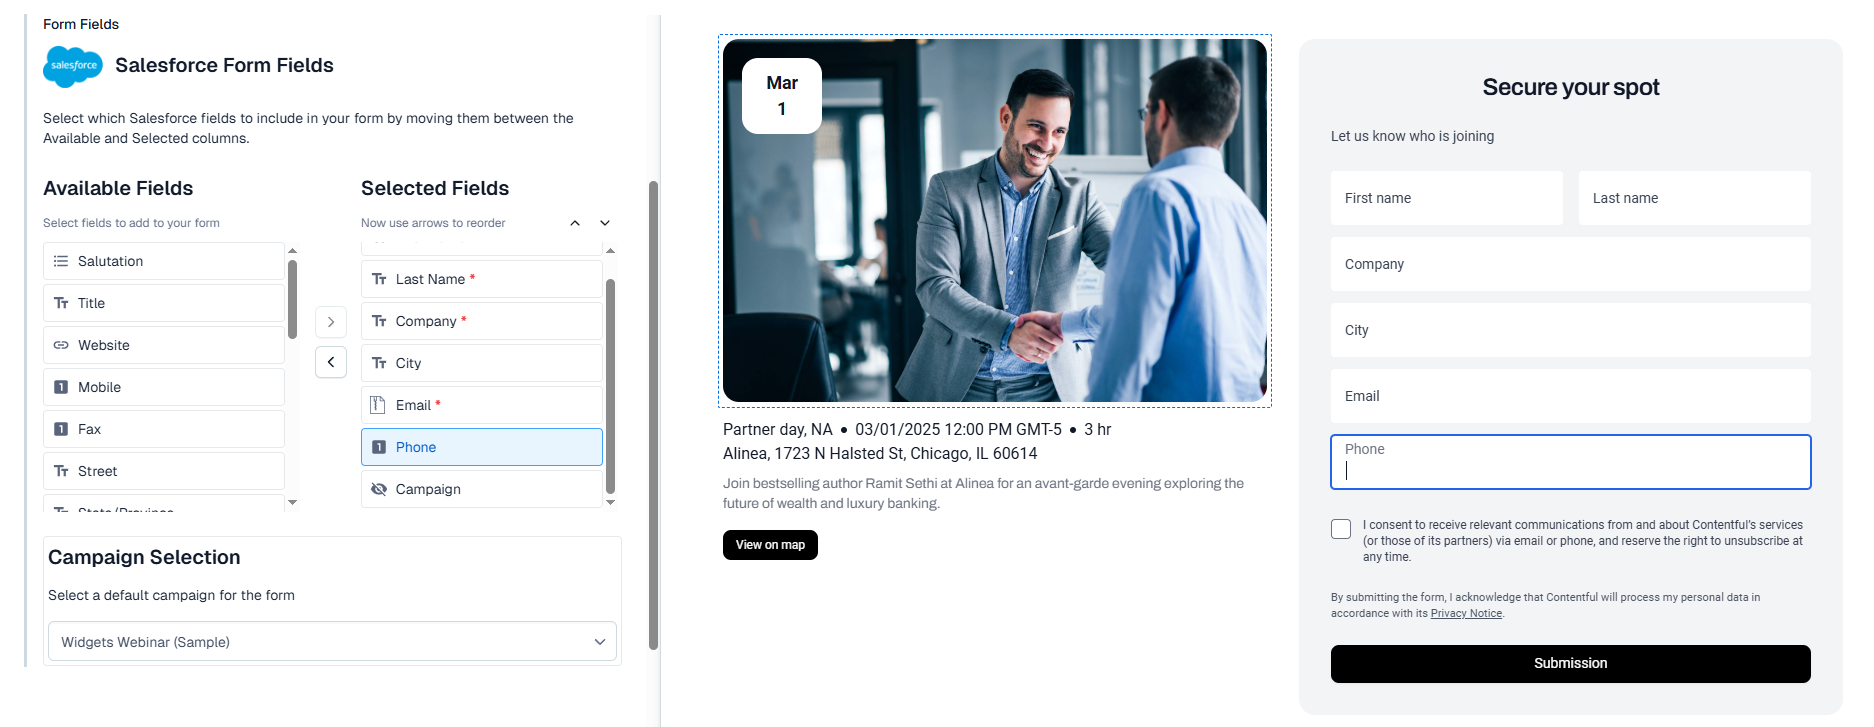 Form Fields
salesforce
Salesforce Form Fields
Select which Salesforce fields to include in your form by moving them between the
Available and Selected columns.
Available Fields
Select fields to add to your form
Salutation
Title
Website
Mobile
Fax
Street
State/Province
Selected Fields
Now use arrows to reorder
Last Name *
Company *
City
Email *
Phone
Campaign
Campaign Selection
Select a default campaign for the form
Widgets Webinar (Sample)
Mar
1
Partner day, NA • 03/01/2025 12:00 PM GMT-5 • 3 hr
Alinea, 1723 N Halsted St, Chicago, IL 60614
Join bestselling author Ramit Sethi at Alinea for an avant-garde evening exploring the
future of wealth and luxury banking.
View on map
Secure your spot
Let us know who is joining
First name
Last name
Company
City
Email
Phone
I consent to receive relevant communications from and about Contentful's services
(or those of its partners) via email or phone, and reserve the right to unsubscribe at
any time.
By submitting the form, I acknowledge that Contentful will process my personal data in
accordance with its Privacy Notice.
Submission